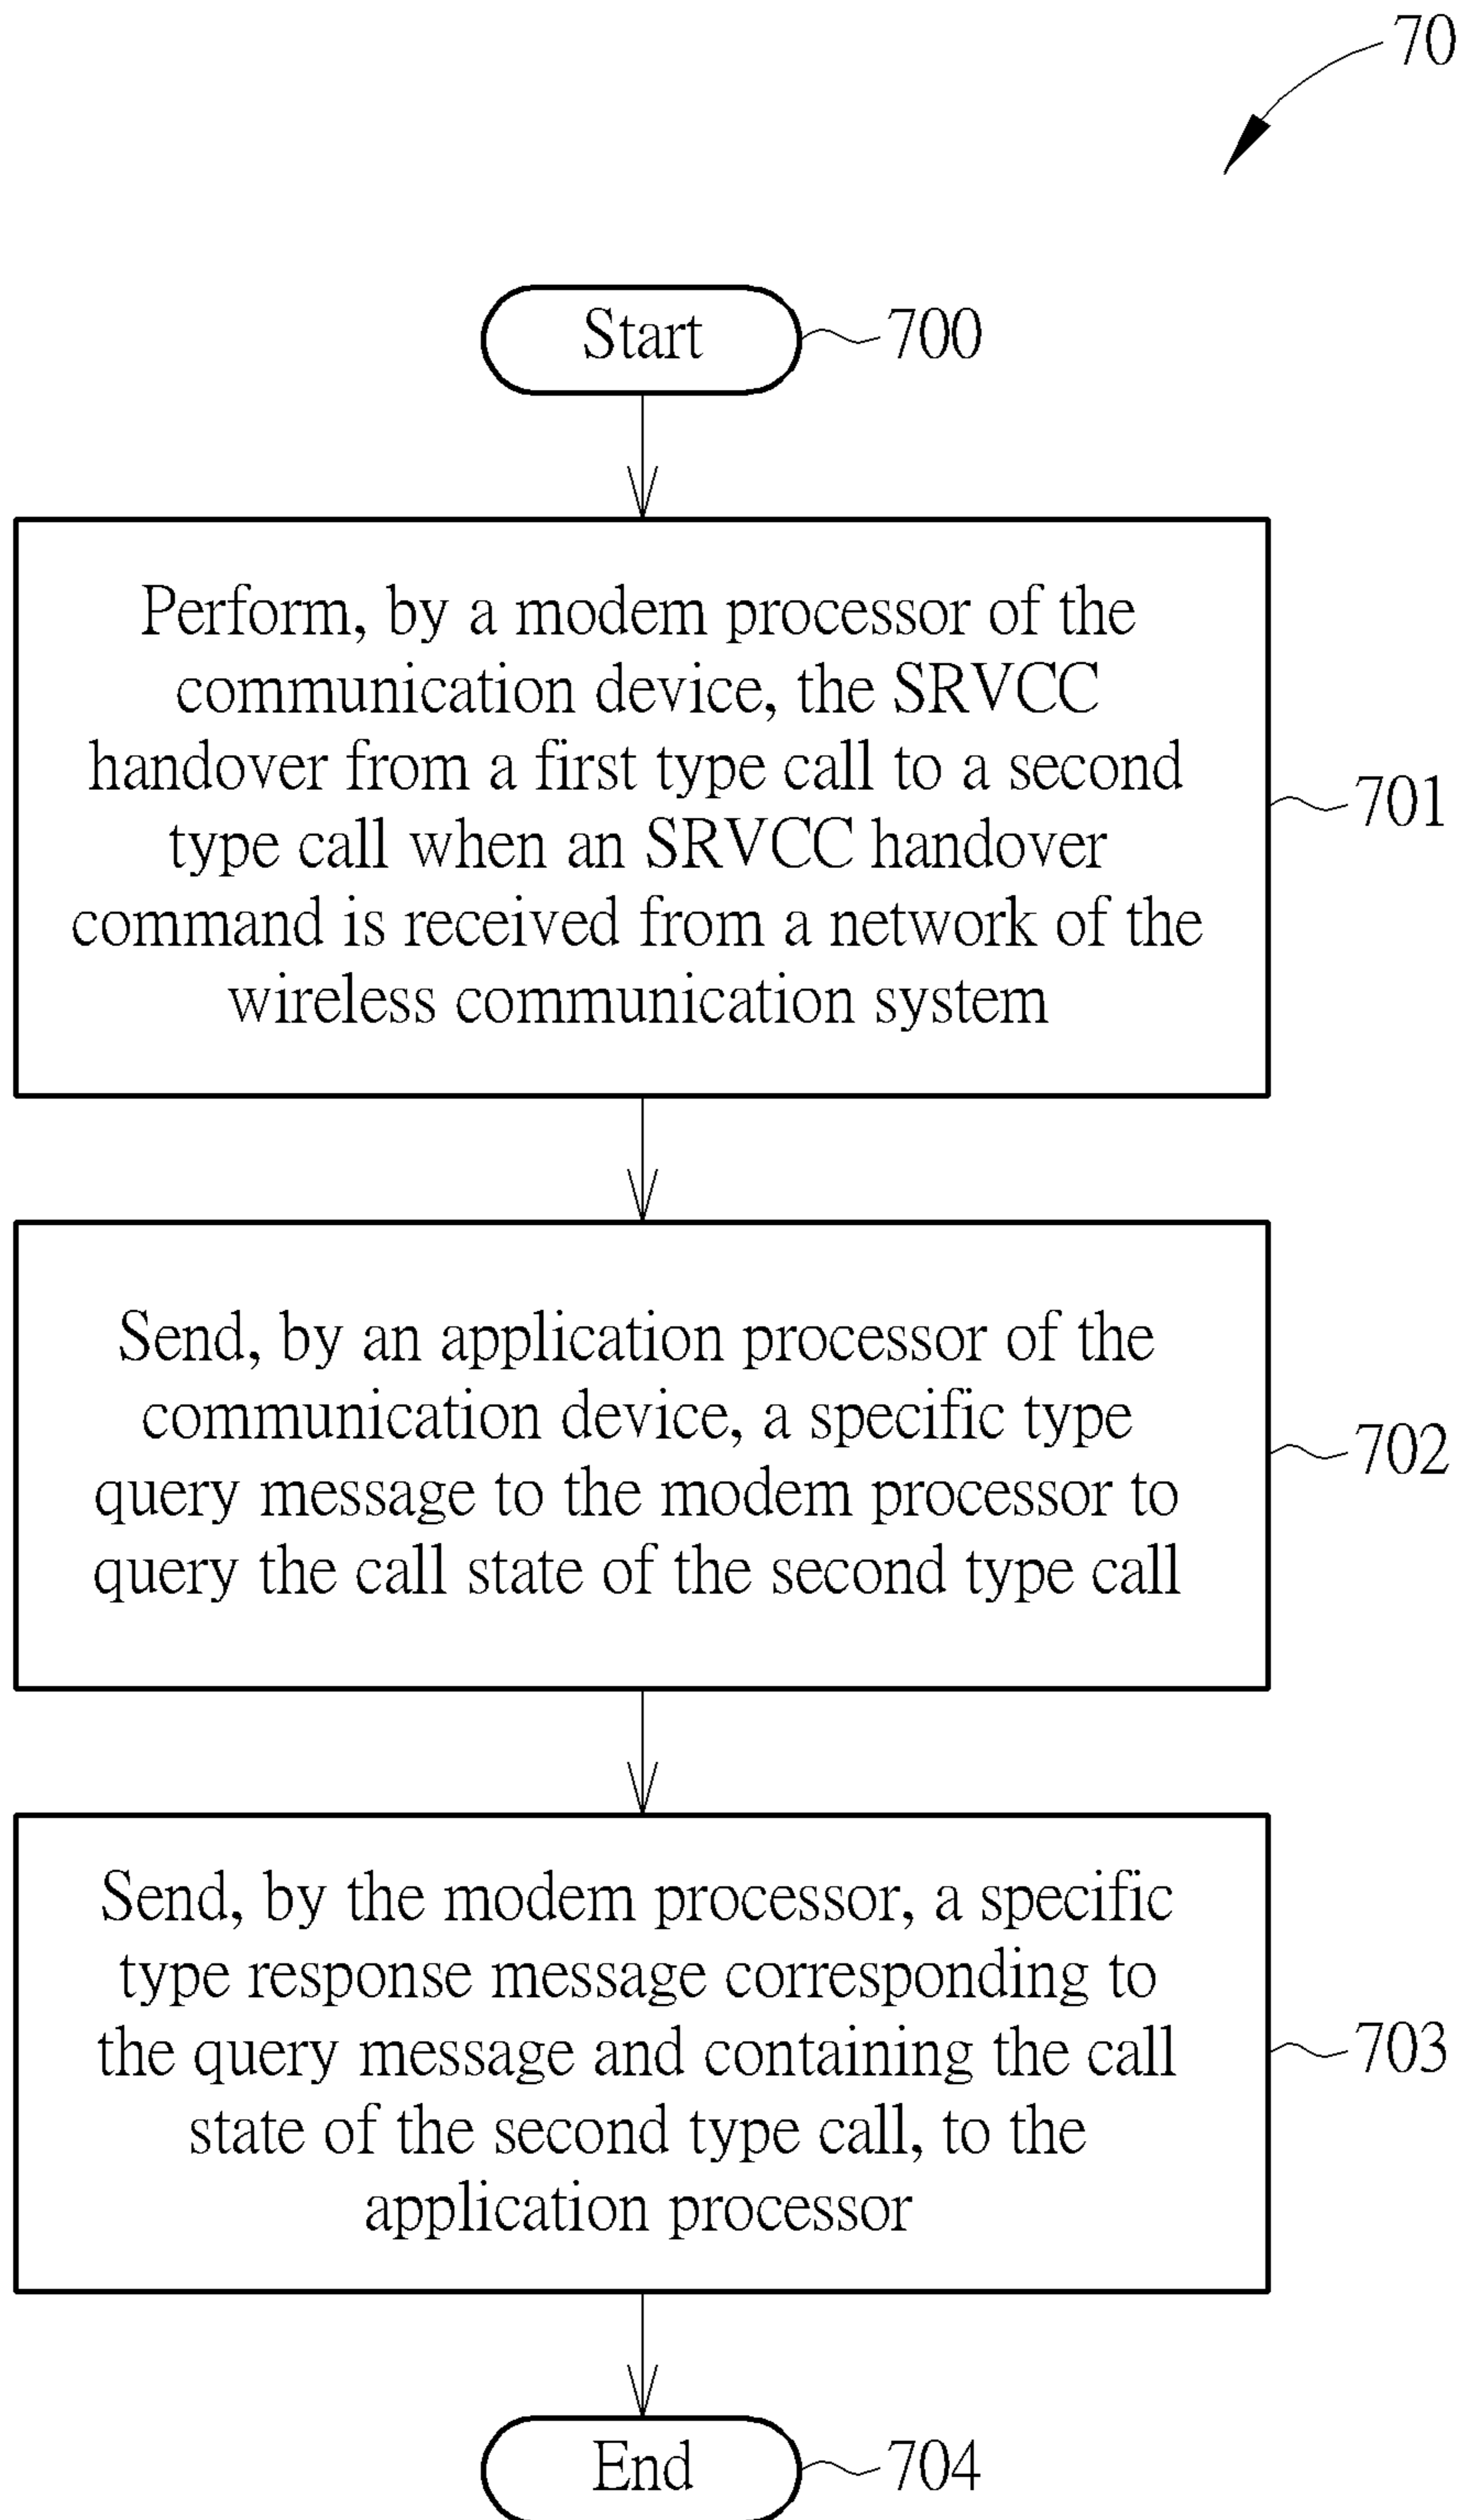 70
Start
700
Perform, by a modem processor of the
communication device, the SRVCC
handover from a first type call to a second
type call when an SRVCC handover
command is received from a network of the
wireless communication system
701
Send, by an application processor of the
communication device, a specific type
query message to the modem processor to
query the call state of the second type call
702
Send, by the modem processor, a specific
type response message corresponding to
the query message and containing the call
state of the second type call, to the
application processor
703
End
704